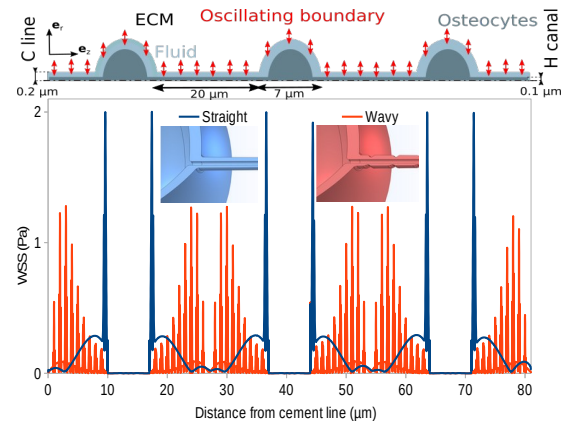 ECM Oscillating boundary Osteocytes
C line
e_r
e_z
Fluid
H canal
0.2 µm
20 µm
7 µm
0.1 µm
Straight
Wavy
WSS (Pa)
2
1
0
0 10 20 30 40 50 60 70 80
Distance from cement line (µm)